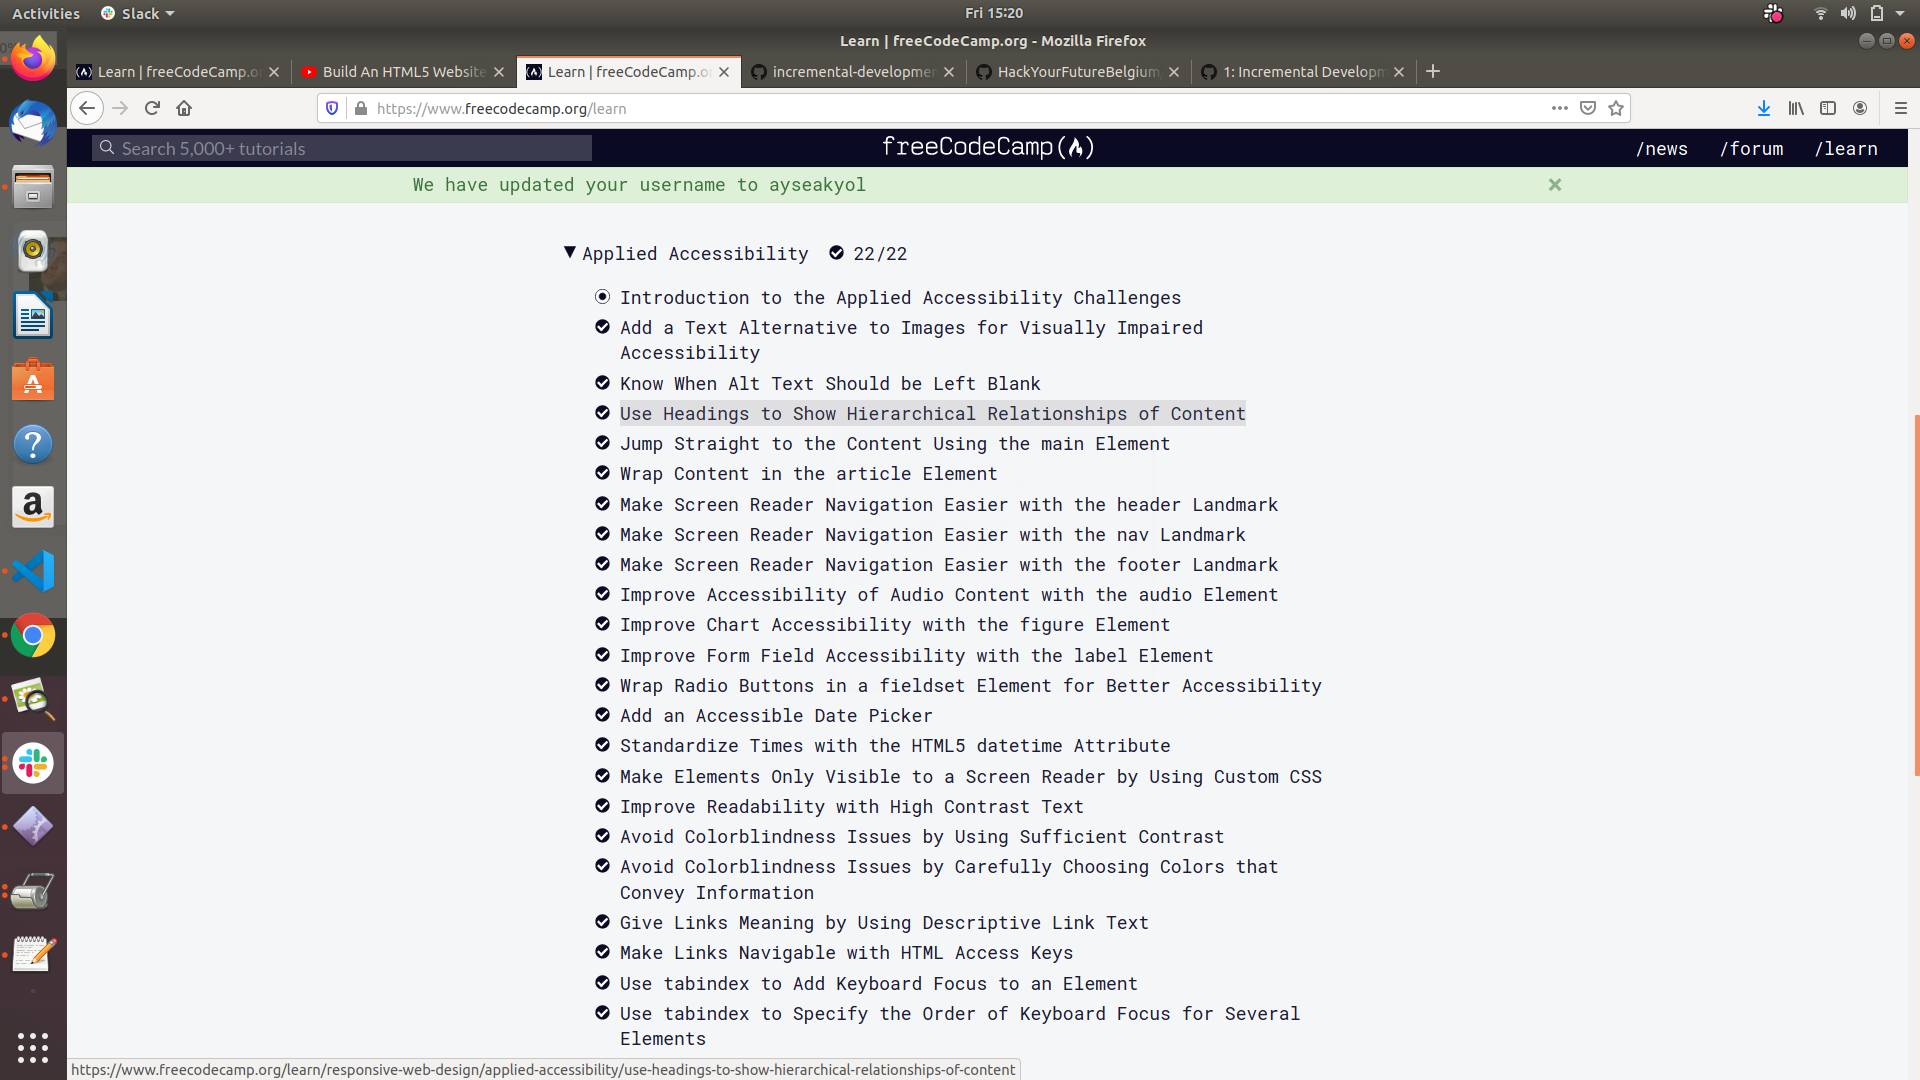 Activities
Slack
Fri 15:20
Learn | freeCodeCamp.org - Mozilla Firefox
Learn | freeCodeCamp.o
Build An HTML5 Website
Learn | freeCodeCamp.o
incremental-developme
HackYourFutureBelgium
1: Incremental Developm
https://www.freecodecamp.org/learn
Search 5,000+ tutorials
freeCodeCamp
/news
/forum
/learn
We have updated your username to ayseakyol
Applied Accessibility 22/22
Introduction to the Applied Accessibility Challenges
Add a Text Alternative to Images for Visually Impaired
Accessibility
Know When Alt Text Should be Left Blank
Use Headings to Show Hierarchical Relationships of Content
Jump Straight to the Content Using the main Element
Wrap Content in the article Element
Make Screen Reader Navigation Easier with the header Landmark
Make Screen Reader Navigation Easier with the nav Landmark
Make Screen Reader Navigation Easier with the footer Landmark
Improve Accessibility of Audio Content with the audio Element
Improve Chart Accessibility with the figure Element
Improve Form Field Accessibility with the label Element
Wrap Radio Buttons in a fieldset Element for Better Accessibility
Add an Accessible Date Picker
Standardize Times with the HTML5 datetime Attribute
Make Elements Only Visible to a Screen Reader by Using Custom CSS
Improve Readability with High Contrast Text
Avoid Colorblindness Issues by Using Sufficient Contrast
Avoid Colorblindness Issues by Carefully Choosing Colors that
Convey Information
Give Links Meaning by Using Descriptive Link Text
Make Links Navigable with HTML Access Keys
Use tabindex to Add Keyboard Focus to an Element
Use tabindex to Specify the Order of Keyboard Focus for Several
Elements
https://www.freecodecamp.org/learn/responsive-web-design/applied-accessibility/use-headings-to-show-hierarchical-relationships-of-content